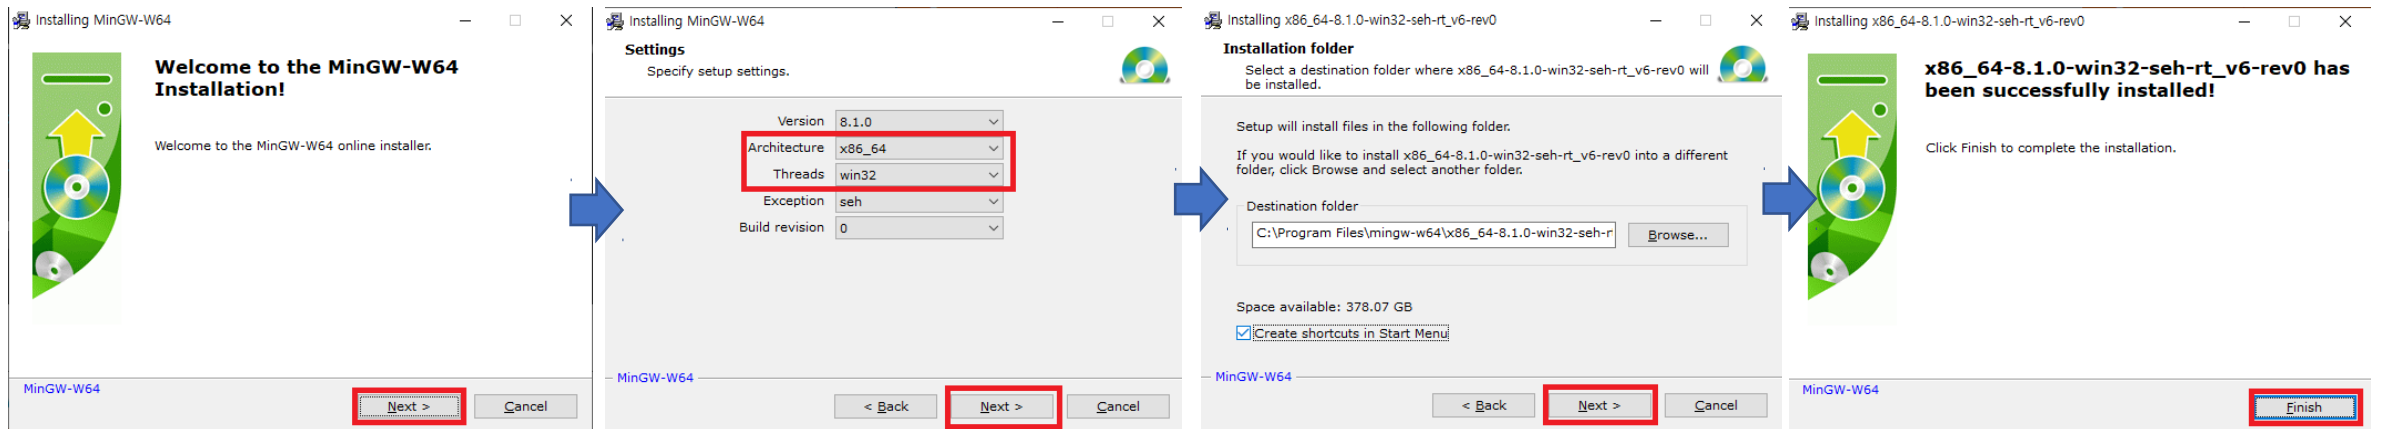 Installing MinGW-W64
Welcome to the MinGW-W64
Installation!
Welcome to the MinGW-W64 online installer.
MinGW-W64
Next >
Cancel
Installing MinGW-W64
Settings
Specify setup settings.
Version 8.1.0
Architecture x86_64
Threads win32
Exception seh
Build revision 0
MinGW-W64
< Back
Next >
Cancel
Installing x86_64-8.1.0-win32-seh-rt_v6-rev0
Installation folder
Select a destination folder where x86_64-8.1.0-win32-seh-rt_v6-rev0 will
be installed.
Setup will install files in the following folder.
If you would like to install x86_64-8.1.0-win32-seh-rt_v6-rev0 into a different
folder, click Browse and select another folder.
Destination folder
C:\Program Files\mingw-w64\x86_64-8.1.0-win32-seh-r
Browse...
Space available: 378.07 GB
Create shortcuts in Start Menu
MinGW-W64
< Back
Next >
Cancel
Installing x86_64-8.1.0-win32-seh-rt_v6-rev0
x86_64-8.1.0-win32-seh-rt_v6-rev0 has
been successfully installed!
Click Finish to complete the installation.
MinGW-W64
Finish